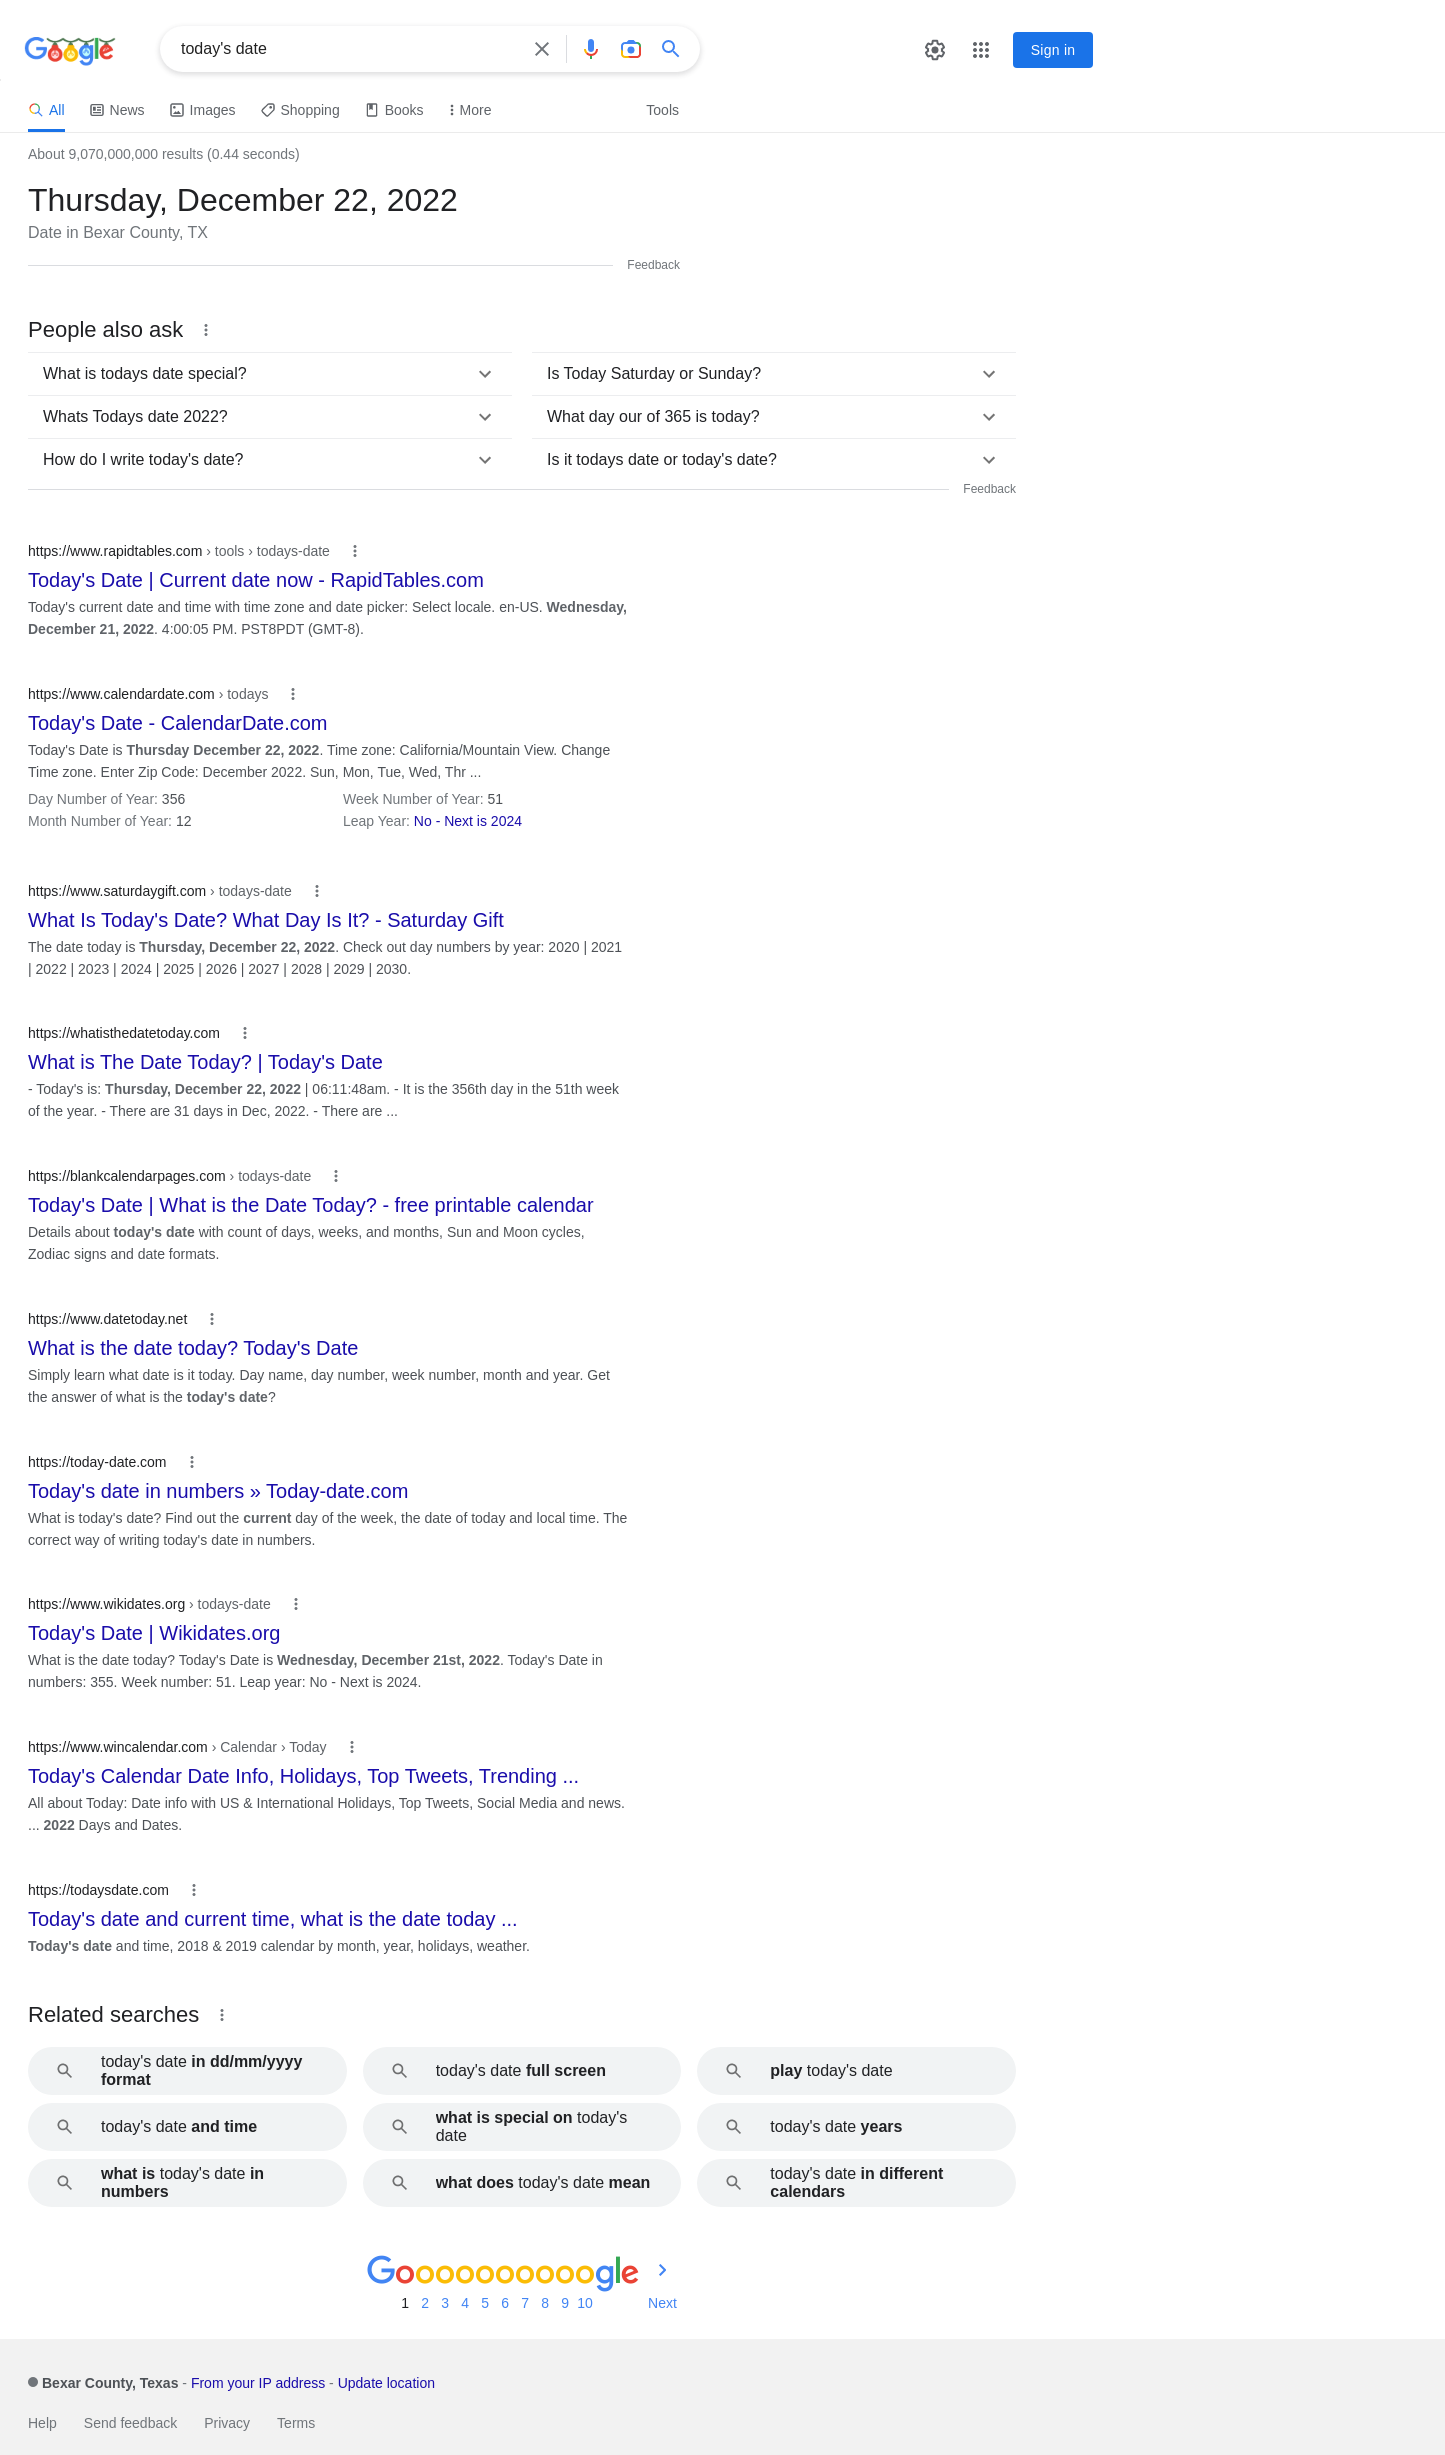 Google
today's date
Sign in
All
News
Images
Shopping
Books
More
Tools
About 9,070,000,000 results (0.44 seconds)
Thursday, December 22, 2022
Date in Bexar County, TX
Feedback
People also ask
What is todays date special?
Is Today Saturday or Sunday?
Whats Todays date 2022?
What day our of 365 is today?
How do I write today's date?
Is it todays date or today's date?
Feedback
https://www.rapidtables.com › tools › todays-date
Today's Date | Current date now - RapidTables.com
Today's current date and time with time zone and date picker: Select locale. en-US. Wednesday,
December 21, 2022. 4:00:05 PM. PST8PDT (GMT-8).
https://www.calendardate.com › todays
Today's Date - CalendarDate.com
Today's Date is Thursday December 22, 2022. Time zone: California/Mountain View. Change
Time zone. Enter Zip Code: December 2022. Sun, Mon, Tue, Wed, Thr ...
Day Number of Year: 356
Week Number of Year: 51
Month Number of Year: 12
Leap Year: No - Next is 2024
https://www.saturdaygift.com › todays-date
What Is Today's Date? What Day Is It? - Saturday Gift
The date today is Thursday, December 22, 2022. Check out day numbers by year: 2020 | 2021
| 2022 | 2023 | 2024 | 2025 | 2026 | 2027 | 2028 | 2029 | 2030.
https://whatisthedatetoday.com
What is The Date Today? | Today's Date
- Today's is: Thursday, December 22, 2022 | 06:11:48am. - It is the 356th day in the 51th week
of the year. - There are 31 days in Dec, 2022. - There are ...
https://blankcalendarpages.com › todays-date
Today's Date | What is the Date Today? - free printable calendar
Details about today's date with count of days, weeks, and months, Sun and Moon cycles,
Zodiac signs and date formats.
https://www.datetoday.net
What is the date today? Today's Date
Simply learn what date is it today. Day name, day number, week number, month and year. Get
the answer of what is the today's date?
https://today-date.com
Today's date in numbers » Today-date.com
What is today's date? Find out the current day of the week, the date of today and local time. The
correct way of writing today's date in numbers.
https://www.wikidates.org › todays-date
Today's Date | Wikidates.org
What is the date today? Today's Date is Wednesday, December 21st, 2022. Today's Date in
numbers: 355. Week number: 51. Leap year: No - Next is 2024.
https://www.wincalendar.com › Calendar › Today
Today's Calendar Date Info, Holidays, Top Tweets, Trending ...
All about Today: Date info with US & International Holidays, Top Tweets, Social Media and news.
... 2022 Days and Dates.
https://todaysdate.com
Today's date and current time, what is the date today ...
Today's date and time, 2018 & 2019 calendar by month, year, holidays, weather.
Related searches
today's date in dd/mm/yyyy
format
today's date full screen
play today's date
today's date and time
what is special on today's
date
today's date years
what is today's date in
numbers
what does today's date mean
today's date in different
calendars
Goooooooooogle
1 2 3 4 5 6 7 8 9 10 Next
Bexar County, Texas - From your IP address - Update location
Help Send feedback Privacy Terms